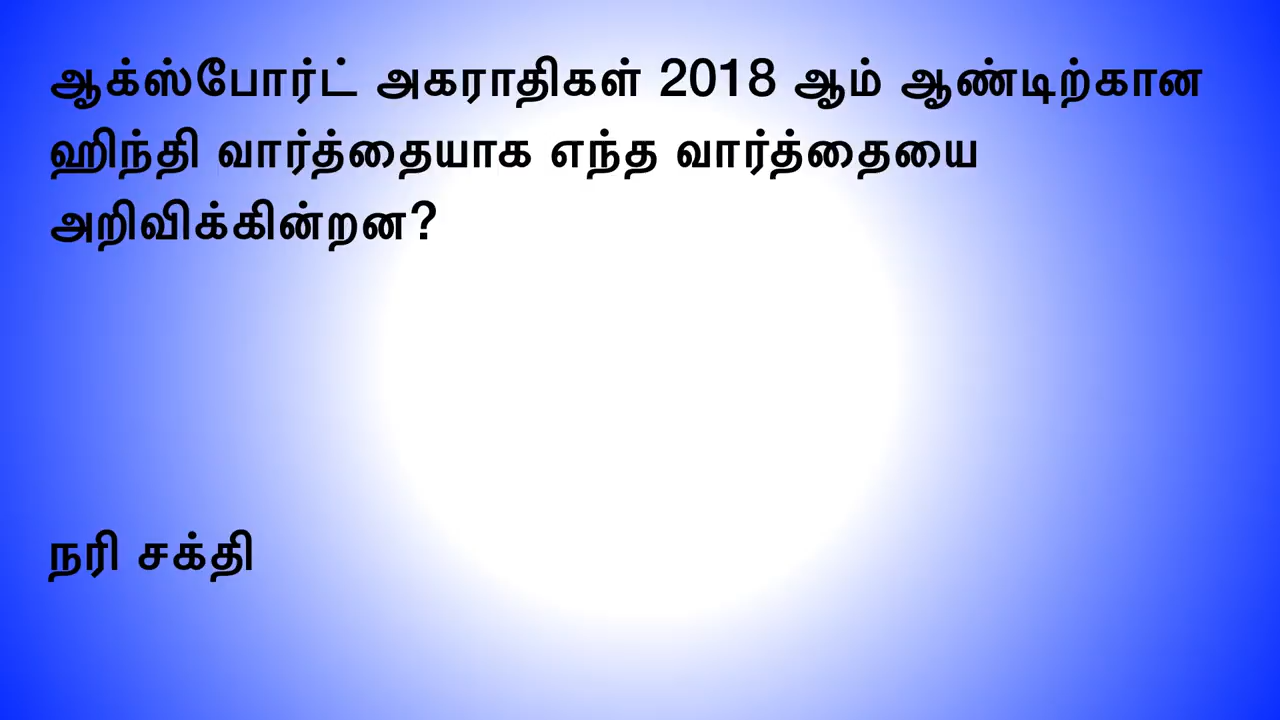 ஆக்ஸ்போர்ட் அகராதிகள் 2018 ஆம் ஆண்டிற்கான
ஹிந்தி வார்த்தையாக எந்த வார்த்தையை
அறிவிக்கின்றன?
நரி சக்தி